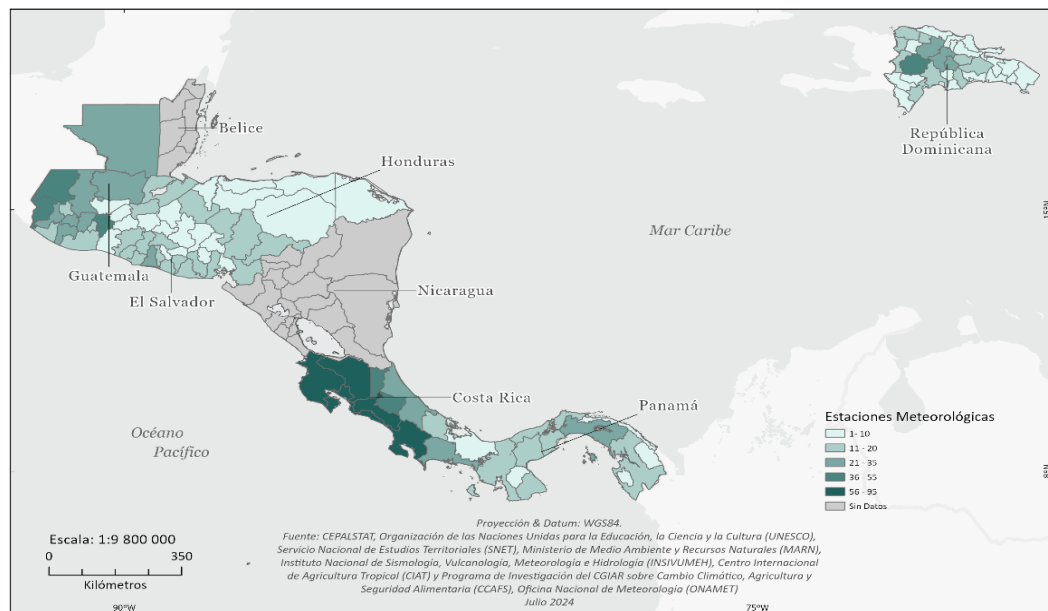 Belice
Honduras
República
Dominicana
Mar Caribe
Guatemala
El Salvador
Nicaragua
Costa Rica
Panamá
Océano
Pacífico
Estaciones Meteorológicas
1- 10
11 - 20
21 - 35
36 - 55
56 - 95
Sin Datos
Escala: 1:9 800 000
0 350
Kilómetros
Proyección & Datum: WGS84.
Fuente: CEPALSTAT, Organización de las Naciones Unidas para la Educación, la Ciencia y la Cultura (UNESCO),
Servicio Nacional de Estudios Territoriales (SNET), Ministerio de Medio Ambiente y Recursos Naturales (MARN),
Instituto Nacional de Sismología, Vulcanología, Meteorología e Hidrología (INSIVUMEH), Centro Internacional
de Agricultura Tropical (CIAT) y Programa de Investigación del CGIAR sobre Cambio Climático, Agricultura y
Seguridad Alimentaria (CCAFS), Oficina Nacional de Meteorología (ONAMET)
Julio 2024
90°W 75°W